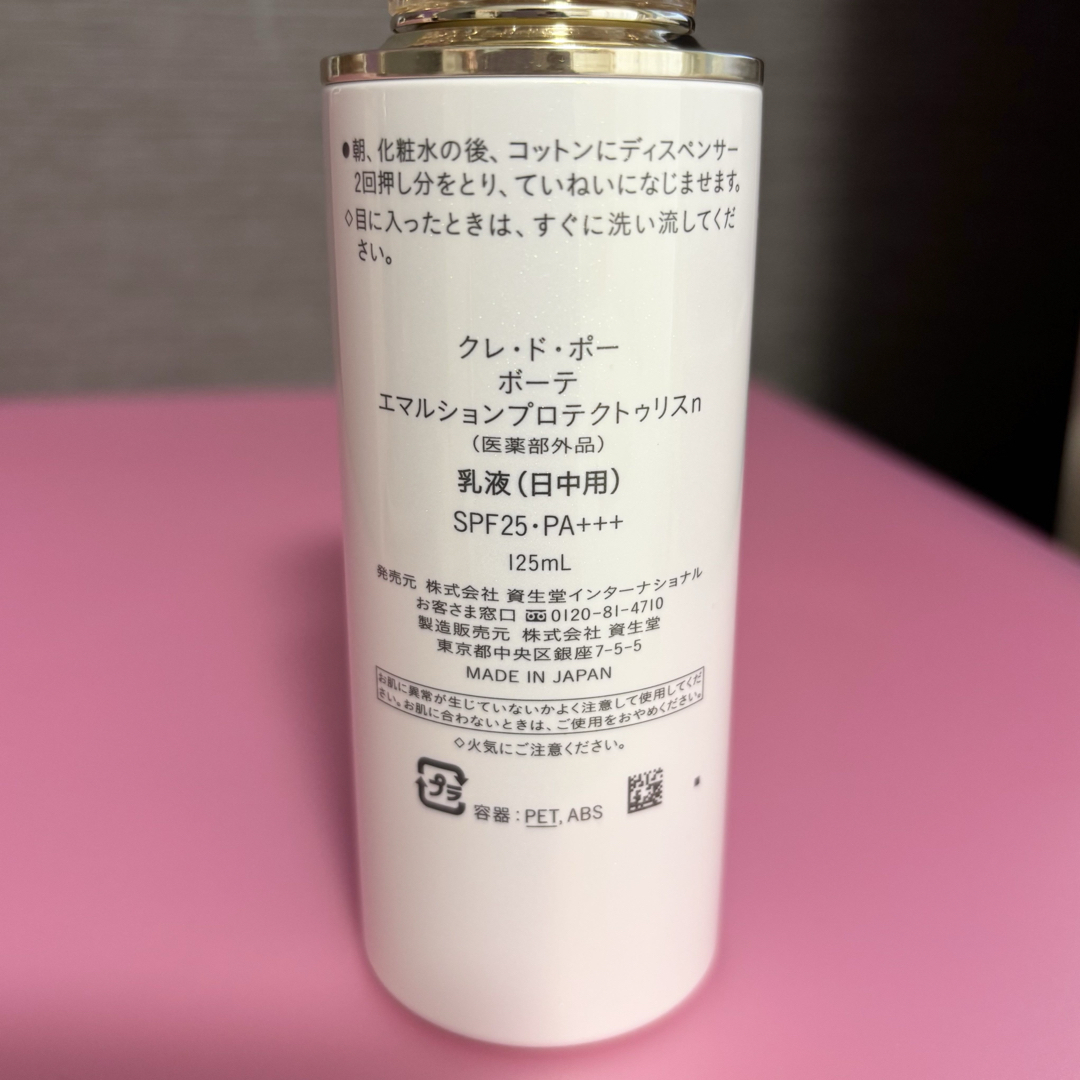 ●朝、化粧水の後、コットンにディスペンサー
2回押し分をとり、ていねいになじませます。
◇目に入ったときは、すぐに洗い流してくだ
さい。
クレ・ド・ポー
ボーテ
エマルションプロテクトゥリスn
(医薬部外品)
乳液(日中用)
SPF25・PA+++
125mL
発売元 株式会社 資生堂インターナショナル
お客さま窓口 0120-81-4710
製造販売元 株式会社 資生堂
東京都中央区銀座7-5-5
MADE IN JAPAN
お肌に異常が生じていないかよく注意して使用してくだ
さい。お肌に合わないときは、ご使用をおやめください。
◇火気にご注意ください。
プラ
容器:PET, ABS